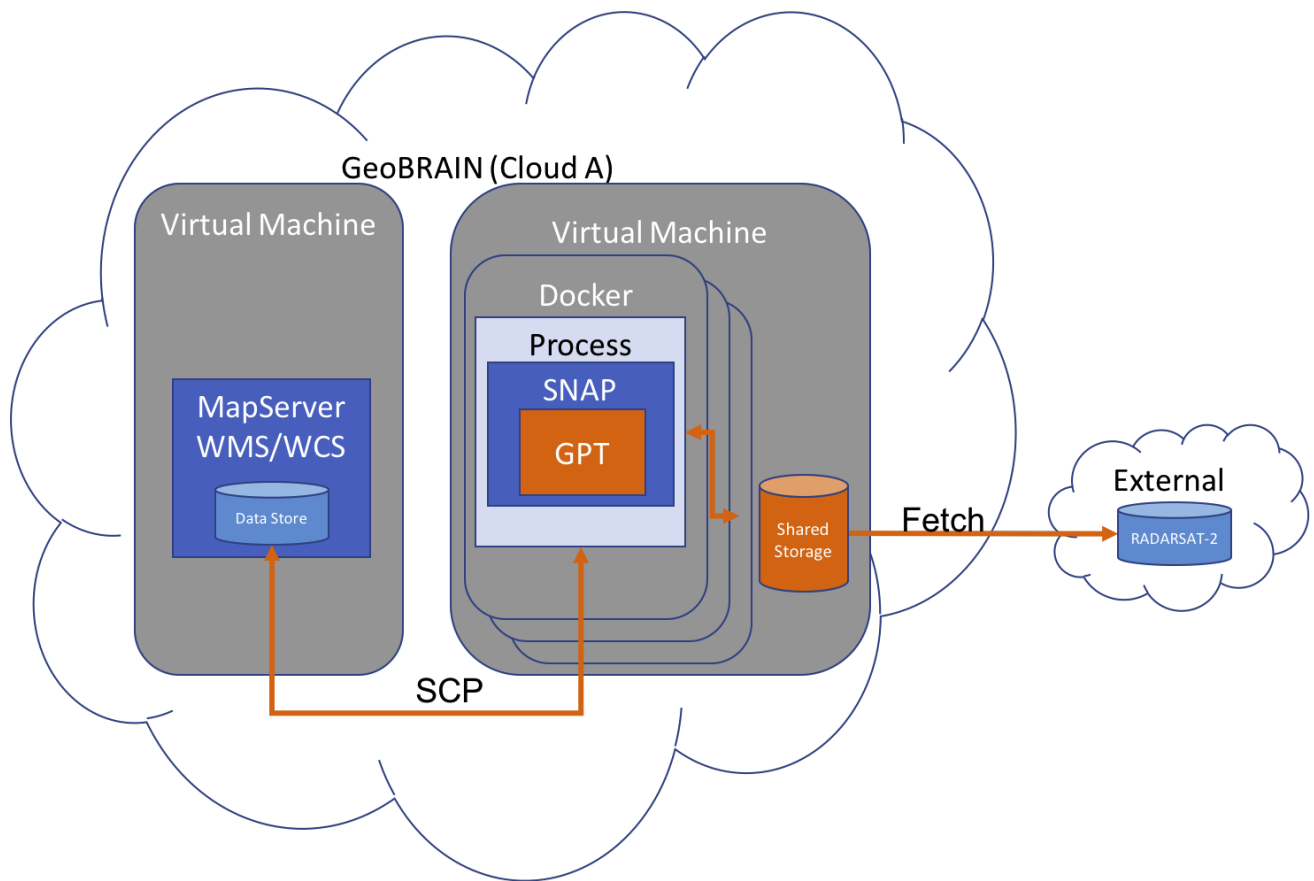 GeoBRAIN (Cloud A)
Virtual Machine
MapServer
WMS/WCS
Data Store
Virtual Machine
Docker
Process
SNAP
GPT
Shared
Storage
Fetch
External
RADARSAT-2
SCP